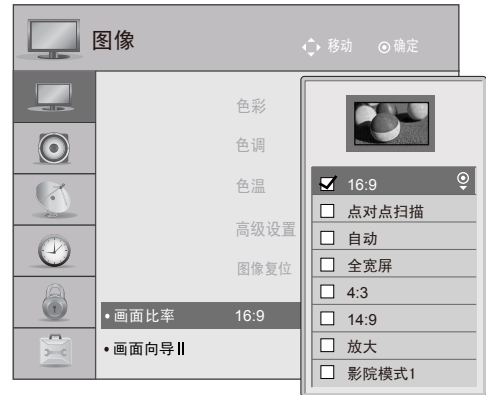 图像
移动 确定
色彩
色调
色温
高级设置
图像复位
• 画面比率 16:9
• 画面向导Ⅱ
16:9
点对点扫描
自动
全宽屏
4:3
14:9
放大
影院模式1